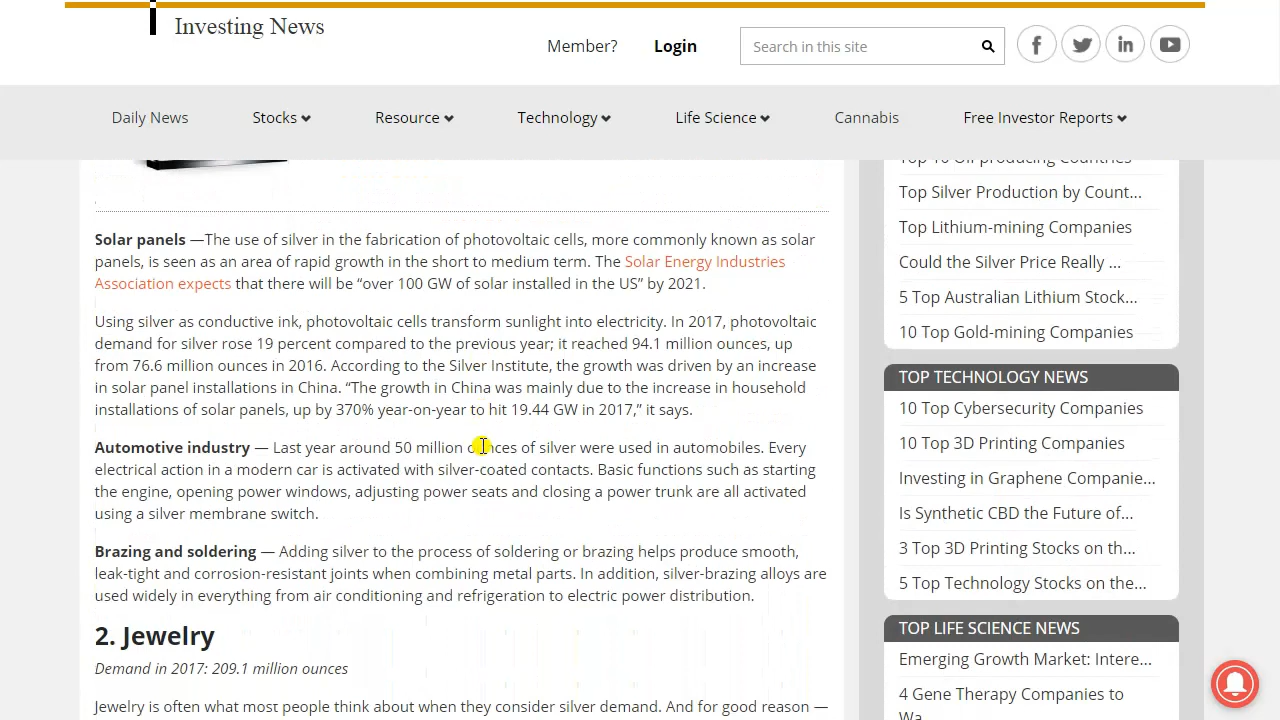 Investing News
Member?
Login
Search in this site
Daily News
Stocks
Resource
Technology
Life Science
Cannabis
Free Investor Reports
Solar panels —The use of silver in the fabrication of photovoltaic cells, more commonly known as solar
panels, is seen as an area of rapid growth in the short to medium term. The Solar Energy Industries
Association expects that there will be “over 100 GW of solar installed in the US” by 2021.
Using silver as conductive ink, photovoltaic cells transform sunlight into electricity. In 2017, photovoltaic
demand for silver rose 19 percent compared to the previous year; it reached 94.1 million ounces, up
from 76.6 million ounces in 2016. According to the Silver Institute, the growth was driven by an increase
in solar panel installations in China. “The growth in China was mainly due to the increase in household
installations of solar panels, up by 370% year-on-year to hit 19.44 GW in 2017,” it says.
Automotive industry — Last year around 50 million ounces of silver were used in automobiles. Every
electrical action in a modern car is activated with silver-coated contacts. Basic functions such as starting
the engine, opening power windows, adjusting power seats and closing a power trunk are all activated
using a silver membrane switch.
Brazing and soldering — Adding silver to the process of soldering or brazing helps produce smooth,
leak-tight and corrosion-resistant joints when combining metal parts. In addition, silver-brazing alloys are
used widely in everything from air conditioning and refrigeration to electric power distribution.
2. Jewelry
Demand in 2017: 209.1 million ounces
Jewelry is often what most people think about when they consider silver demand. And for good reason —
Top 10 Oil-producing Countries
Top Silver Production by Count...
Top Lithium-mining Companies
Could the Silver Price Really ...
5 Top Australian Lithium Stock...
10 Top Gold-mining Companies
TOP TECHNOLOGY NEWS
10 Top Cybersecurity Companies
10 Top 3D Printing Companies
Investing in Graphene Companie...
Is Synthetic CBD the Future of...
3 Top 3D Printing Stocks on th...
5 Top Technology Stocks on the...
TOP LIFE SCIENCE NEWS
Emerging Growth Market: Intere...
4 Gene Therapy Companies to
Wa...